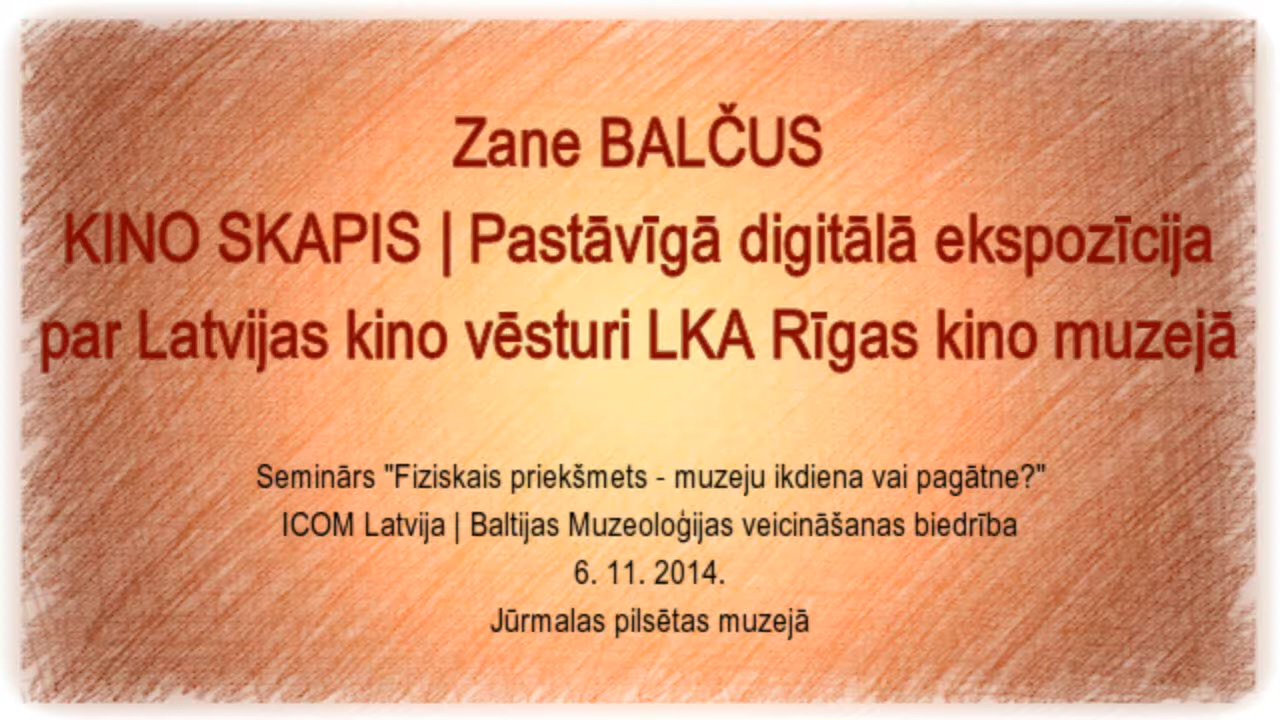 Zane BALČUS
KINO SKAPIS | Pastāvīgā digitālā ekspozīcija
par Latvijas kino vēsturi LKA Rīgas kino muzejā
Seminārs "Fiziskais priekšmets - muzeju ikdiena vai pagātne?"
ICOM Latvija | Baltijas Muzeoloģijas veicināšanas biedrība
6. 11. 2014.
Jūrmalas pilsētas muzejā